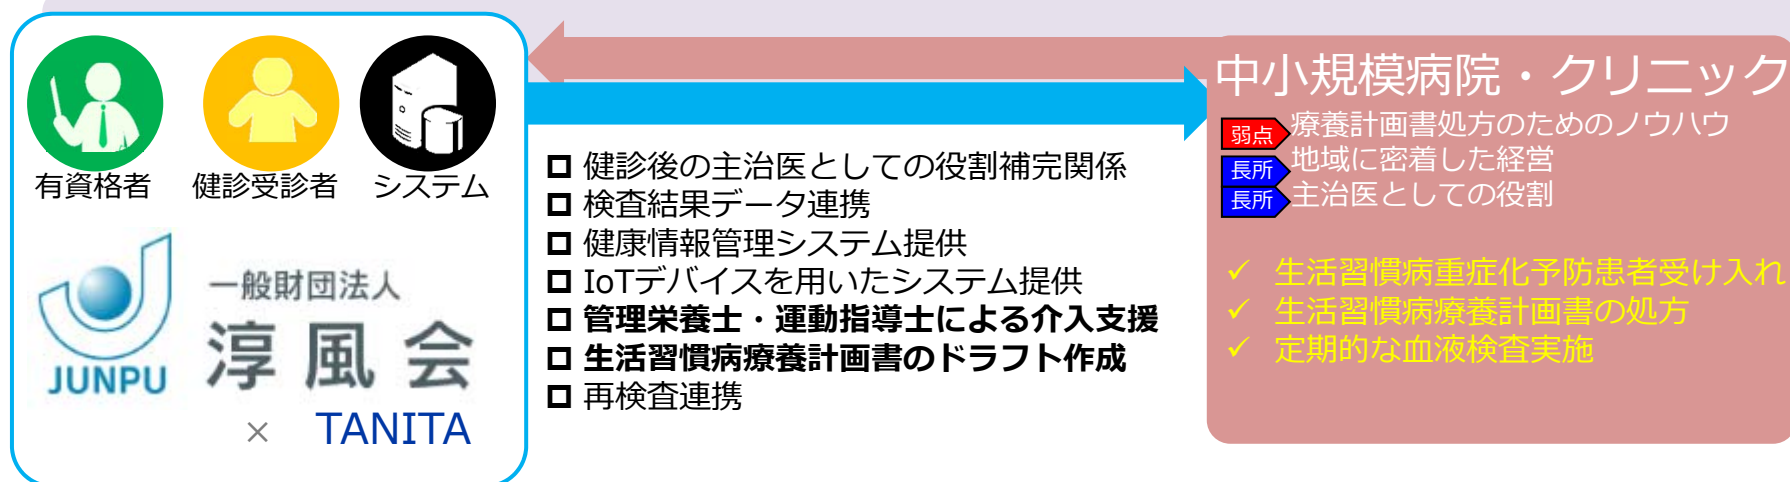 有資格者
健診受診者
システム
JUNPU
一般財団法人
淳風会
× TANITA
健診後の主治医としての役割補完関係
検査結果データ連携
健康情報管理システム提供
IoTデバイスを用いたシステム提供
管理栄養士・運動指導士による介入支援
生活習慣病療養計画書のドラフト作成
再検査連携
中小規模病院・クリニック
弱点 療養計画書処方のためのノウハウ
長所 地域に密着した経営
長所 主治医としての役割
✓ 生活習慣病重症化予防患者受け入れ
✓ 生活習慣病療養計画書の処方
✓ 定期的な血液検査実施